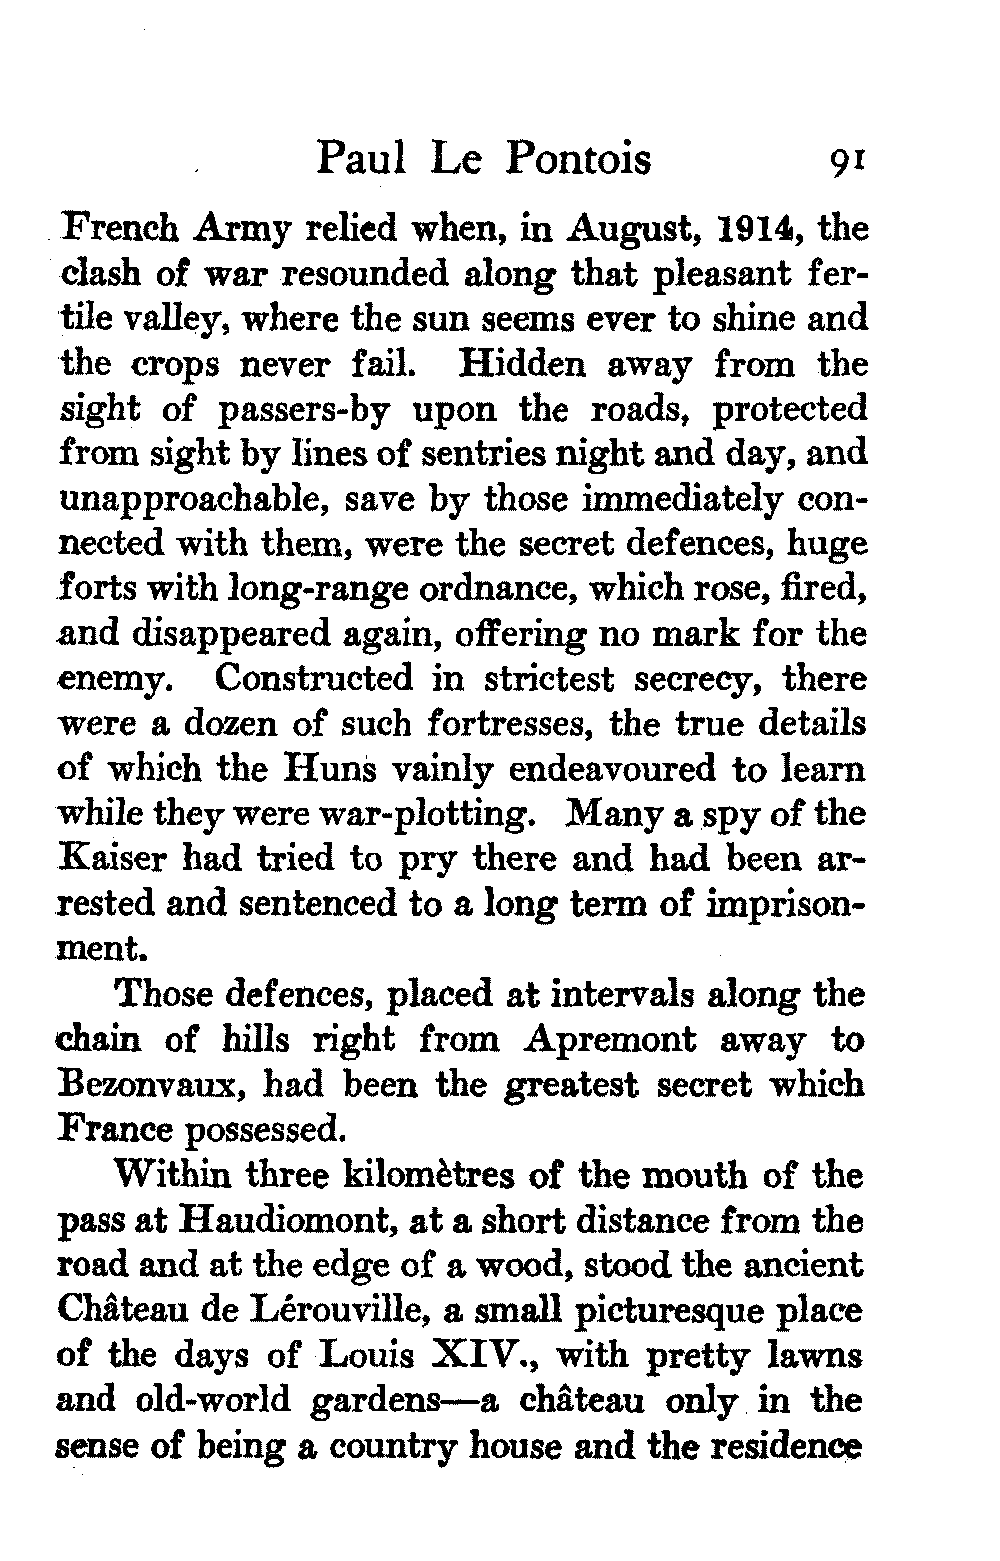 Paul Le Pontois 91
French Army relied when, in August, 1914, the
clash of war resounded along that pleasant fer-
tile valley, where the sun seems ever to shine and
the crops never fail. Hidden away from the
sight of passers-by upon the roads, protected
from sight by lines of sentries night and day, and
unapproachable, save by those immediately con-
nected with them, were the secret defences, huge
forts with long-range ordnance, which rose, fired,
and disappeared again, offering no mark for the
enemy. Constructed in strictest secrecy, there
were a dozen of such fortresses, the true details
of which the Huns vainly endeavoured to learn
while they were war-plotting. Many a spy of the
Kaiser had tried to pry there and had been ar-
rested and sentenced to a long term of imprison-
ment.
Those defences, placed at intervals along the
chain of hills right from Apremont away to
Bezonvaux, had been the greatest secret which
France possessed.
Within three kilomètres of the mouth of the
pass at Haudiomont, at a short distance from the
road and at the edge of a wood, stood the ancient
Château de Lérouville, a small picturesque place
of the days of Louis XIV., with pretty lawns
and old-world gardens—a château only in the
sense of being a country house and the residence